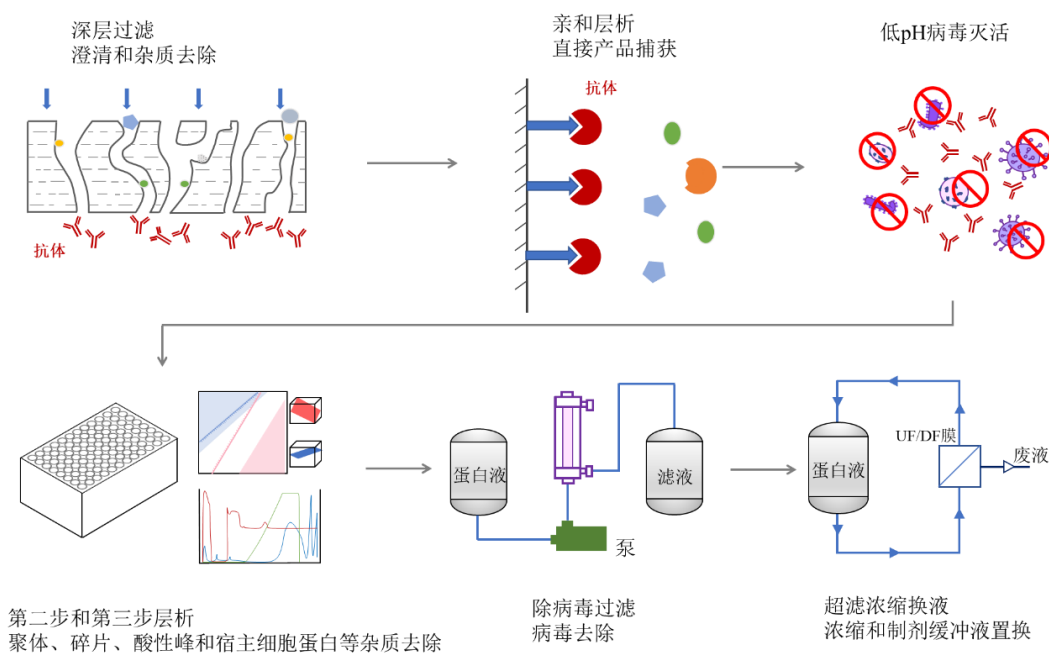 深层过滤
澄清和杂质去除
亲和层析
直接产品捕获
低pH病毒灭活
抗体
抗体
第二步和第三步层析
聚体、碎片、酸性峰和宿主细胞蛋白等杂质去除
蛋白液
滤液
泵
除病毒过滤
病毒去除
UF/DF膜
蛋白液
废液
超滤浓缩换液
浓缩和制剂缓冲液置换